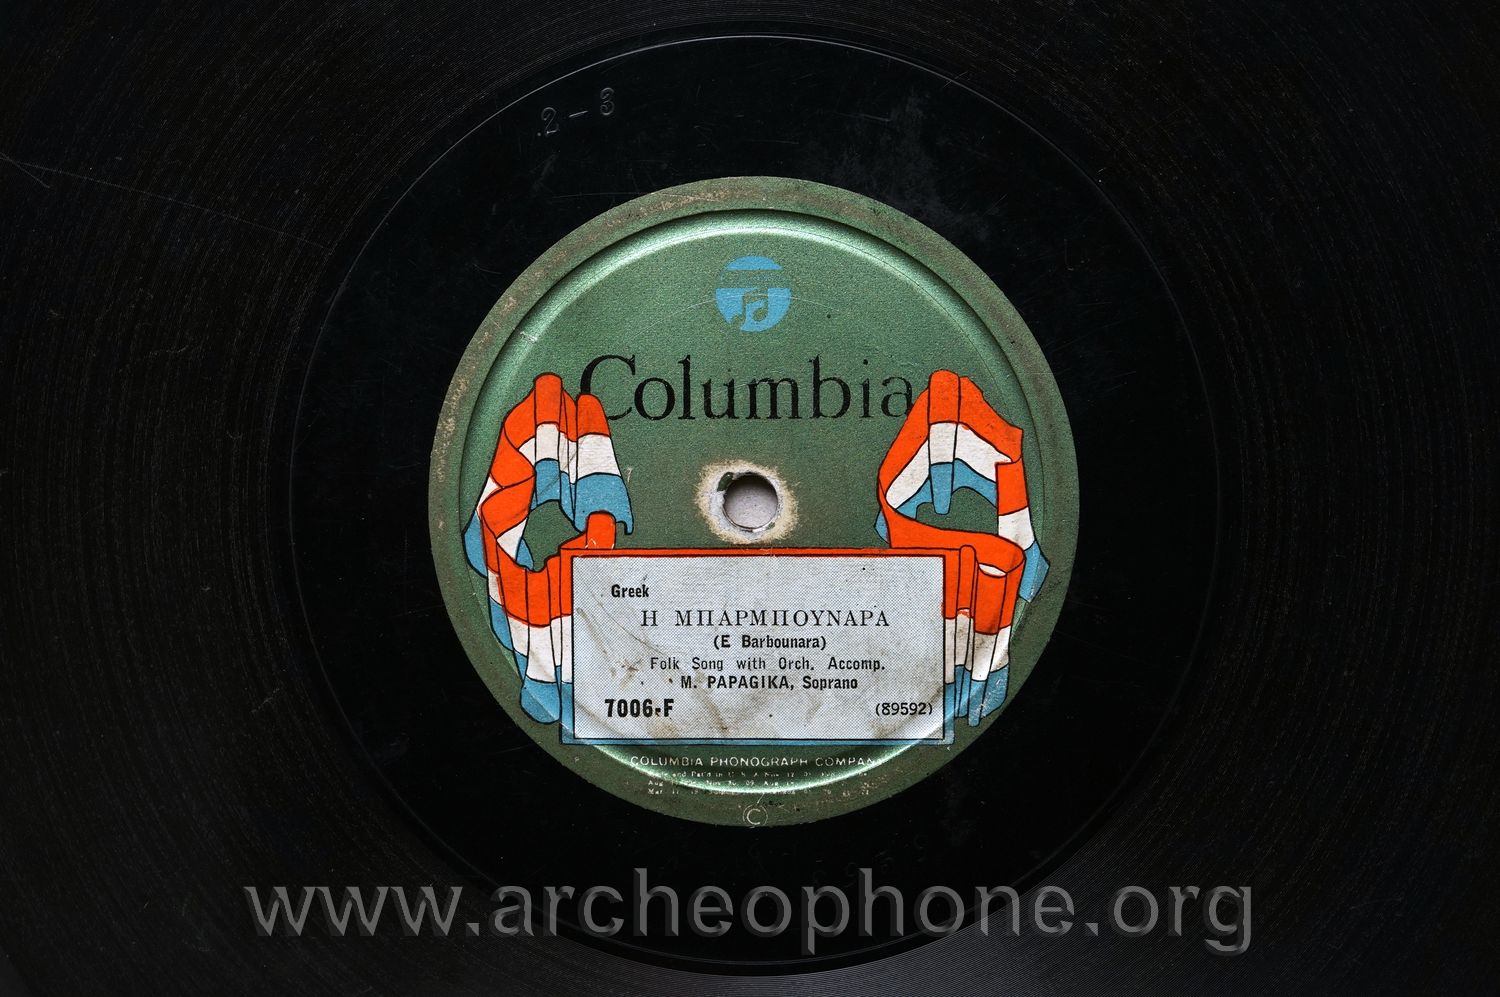 2 – 3
Columbia
Greek
Η ΜΠΑΡΜΠΟΥΝΑΡΑ
(E Barbounara)
Folk Song with Orch. Accomp.
M. PAPAGIKA, Soprano
7006-F (89592)
COLUMBIA PHONOGRAPH
C
www.archeophone.org